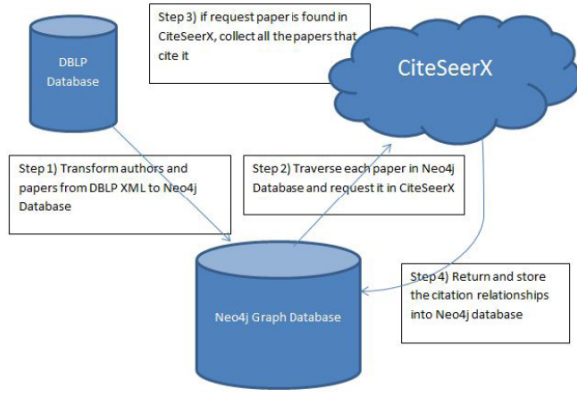 DBLP
Database
Step 3) if request paper is found in
CiteSeerX, collect all the papers that
cite it
CiteSeerX
Step 1) Transform authors and
papers from DBLP XML to Neo4j
Database
Step 2) Traverse each paper in Neo4j
Database and request it in CiteSeerX
Neo4j Graph Database
Step 4) Return and store
the citation relationships
into Neo4j database